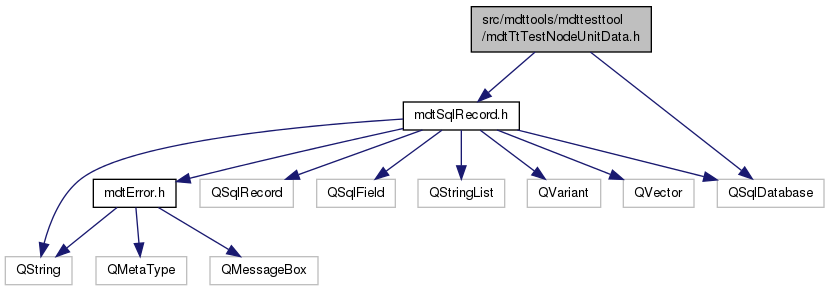 src/mdttools/mdttesttool
/mdtTtTestNodeUnitData.h
mdtSqlRecord.h
mdtError.h
QSqlRecord
QSqlField
QStringList
QVariant
QVector
QSqlDatabase
QString
QMetaType
QMessageBox